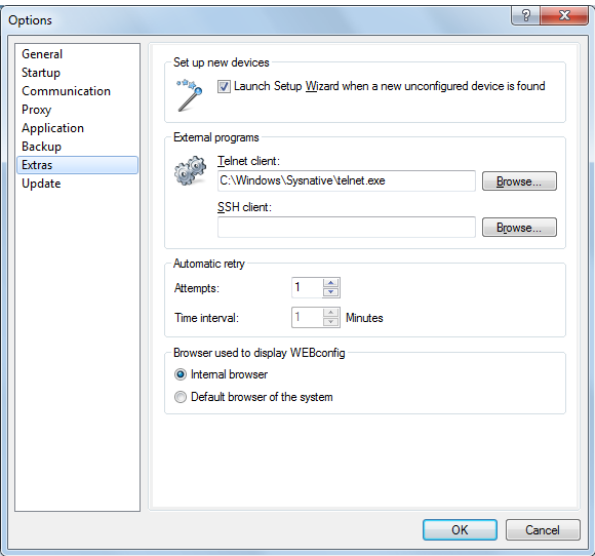 Options
General
Startup
Communication
Proxy
Application
Backup
Extras
Update
Set up new devices
Launch Setup Wizard when a new unconfigured device is found
External programs
Telnet client:
C:\Windows\Sysnative\telnet.exe
Browse...
SSH client:
Browse...
Automatic retry
Attempts: 1
Time interval: 1 Minutes
Browser used to display WEBconfig
Internal browser
Default browser of the system
OK Cancel